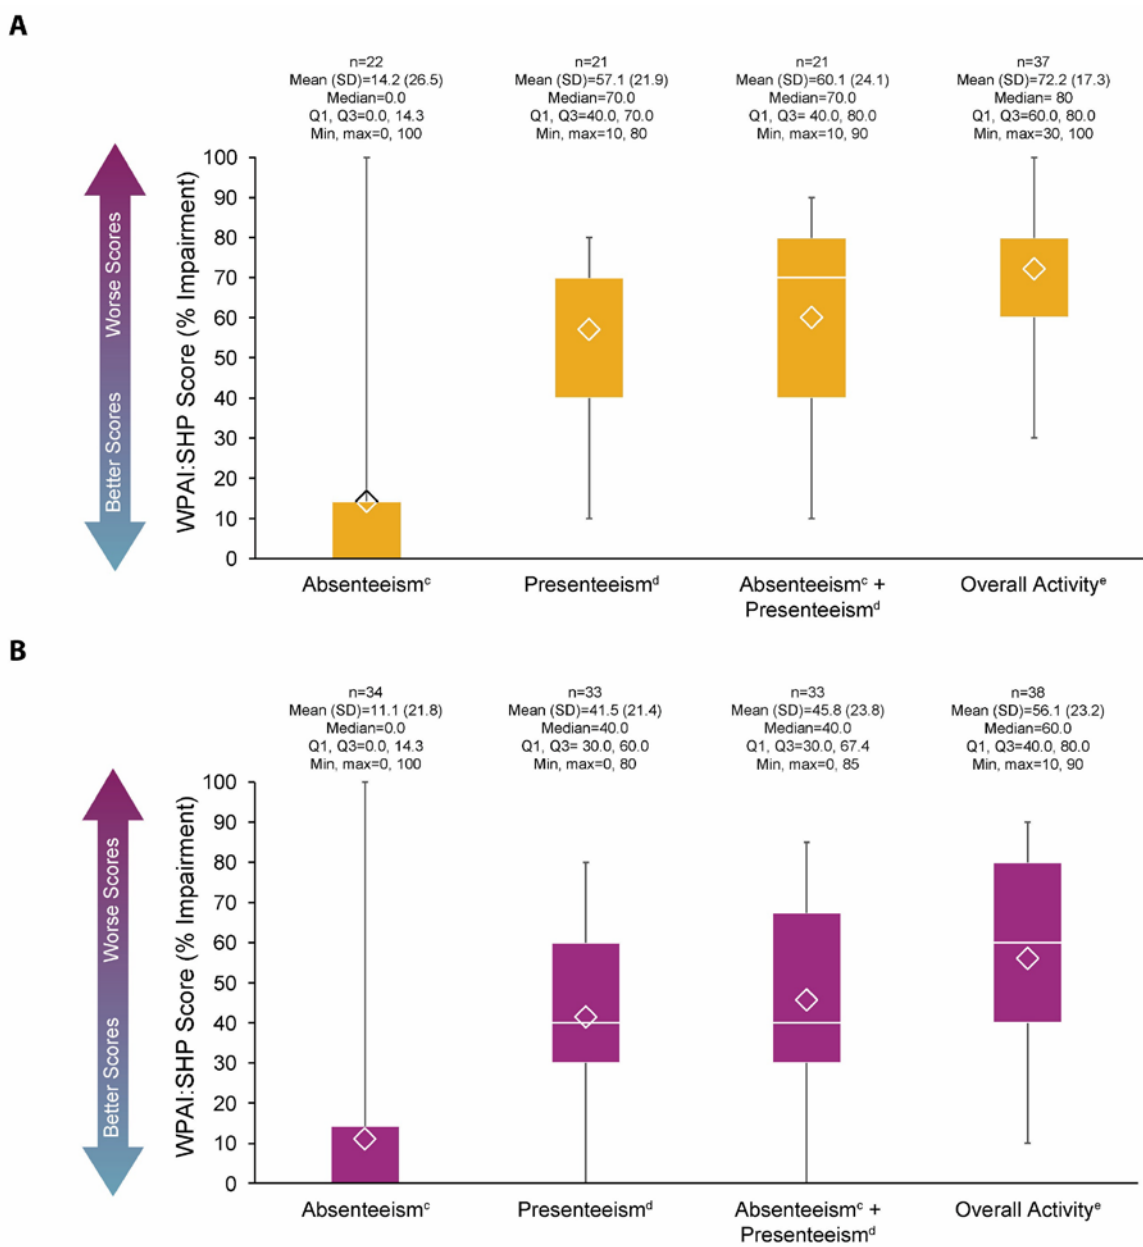 A
n=22
Mean (SD)=14.2 (26.5)
Median=0.0
Q1, Q3=0.0, 14.3
Min, max=0, 100
n=21
Mean (SD)=57.1 (21.9)
Median=70.0
Q1, Q3=40.0, 70.0
Min, max=10, 80
n=21
Mean (SD)=60.1 (24.1)
Median=70.0
Q1, Q3= 40.0, 80.0
Min, max=10, 90
n=37
Mean (SD)=72.2 (17.3)
Median= 80
Q1, Q3=60.0, 80.0
Min, max=30, 100
Worse Scores
Better Scores
WPAI:SHP Score (% Impairment)
100
90
80
70
60
50
40
30
20
10
0
Absenteeismᶜ
Presenteeismᵈ
Absenteeismᶜ +
Presenteeismᵈ
Overall Activityᵉ
B
n=34
Mean (SD)=11.1 (21.8)
Median=0.0
Q1, Q3=0.0, 14.3
Min, max=0, 100
n=33
Mean (SD)=41.5 (21.4)
Median=40.0
Q1, Q3= 30.0, 60.0
Min, max=0, 80
n=33
Mean (SD)=45.8 (23.8)
Median=40.0
Q1, Q3=30.0, 67.4
Min, max=0, 85
n=38
Mean (SD)=56.1 (23.2)
Median=60.0
Q1, Q3=40.0, 80.0
Min, max=10, 90
Worse Scores
Better Scores
WPAI:SHP Score (% Impairment)
100
90
80
70
60
50
40
30
20
10
0
Absenteeismᶜ
Presenteeismᵈ
Absenteeismᶜ +
Presenteeismᵈ
Overall Activityᵉ